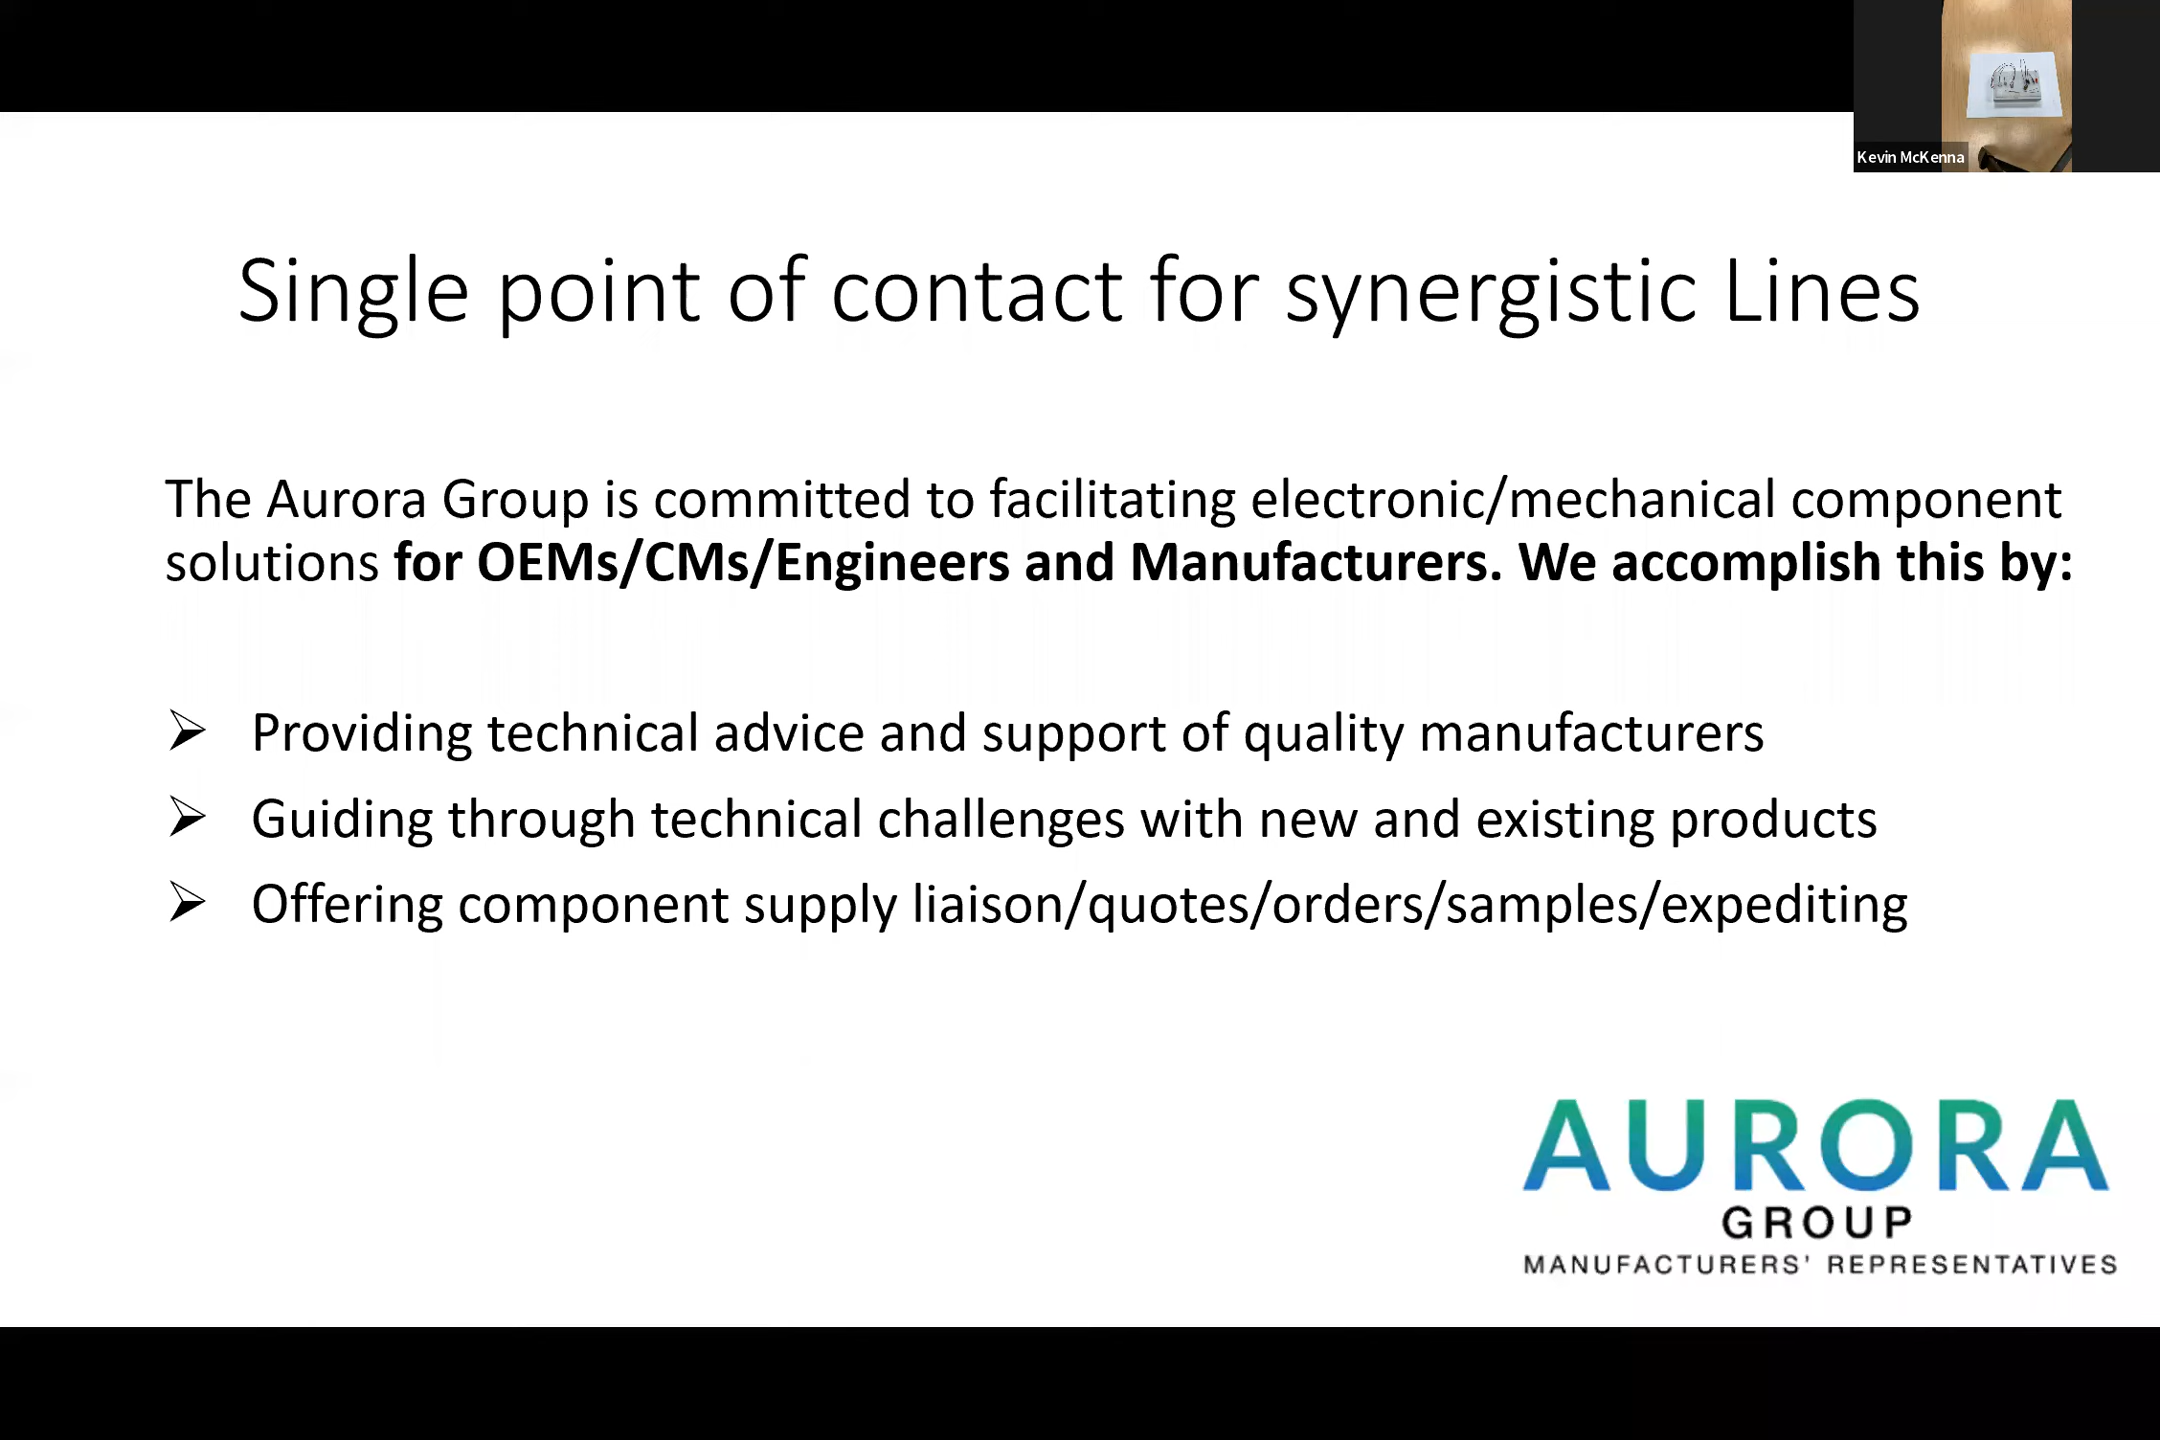 Kevin McKenna
Single point of contact for synergistic Lines
The Aurora Group is committed to facilitating electronic/mechanical component
solutions for OEMs/CMs/Engineers and Manufacturers. We accomplish this by:
➢ Providing technical advice and support of quality manufacturers
➢ Guiding through technical challenges with new and existing products
➢ Offering component supply liaison/quotes/orders/samples/expediting
AURORA
GROUP
MANUFACTURERS' REPRESENTATIVES